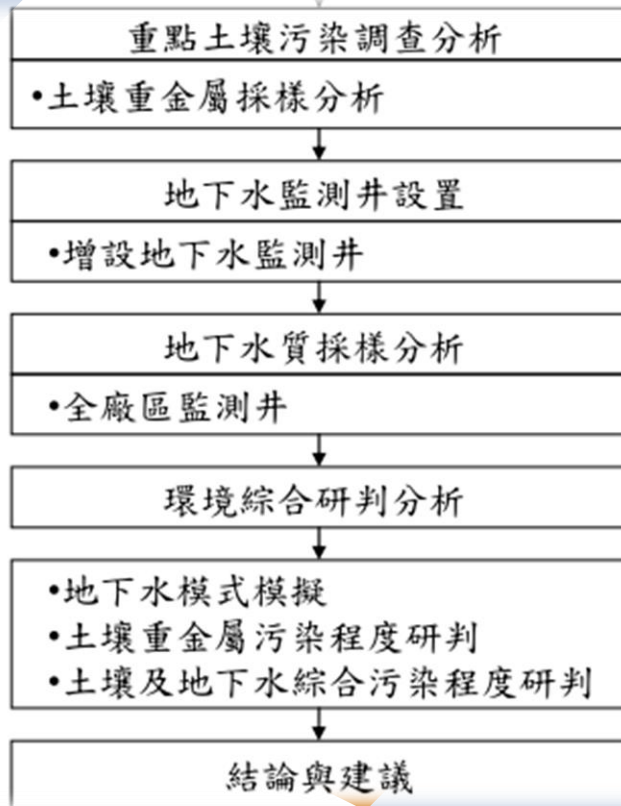 重點土壤污染調查分析
•土壤重金屬採樣分析
地下水監測井設置
•增設地下水監測井
地下水質採樣分析
•全廠區監測井
環境綜合研判分析
•地下水模式模擬
•土壤重金屬污染程度研判
•土壤及地下水綜合污染程度研判
結論與建議